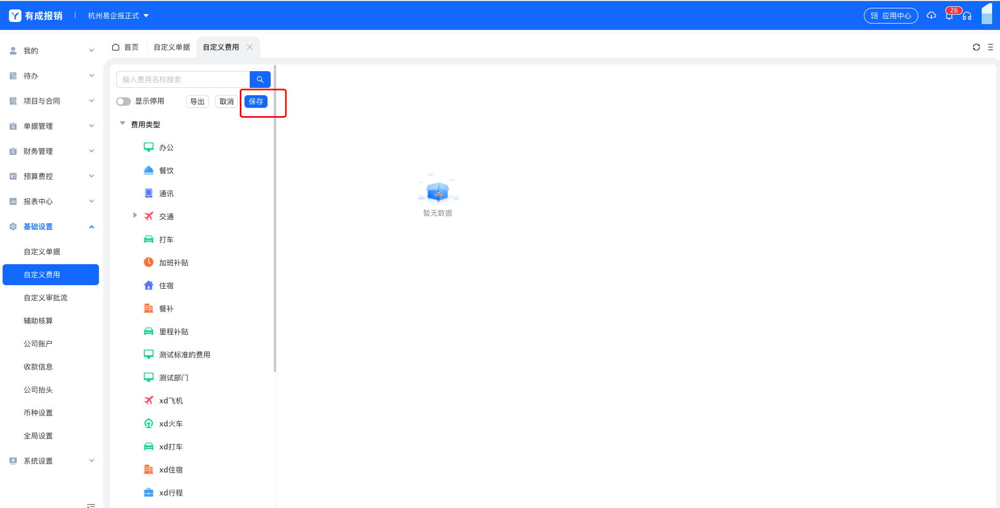 有成报销
杭州易企报正式
应用中心
26
首页
自定义单据
自定义费用
我的
待办
项目与合同
单据管理
财务管理
预算费控
报表中心
基础设置
自定义单据
自定义费用
自定义审批流
辅助核算
公司账户
收款信息
公司抬头
币种设置
全局设置
系统设置
输入费用名称搜索
显示停用
导出
取消
保存
费用类型
办公
餐饮
通讯
交通
打车
加班补贴
住宿
餐补
里程补贴
测试标准的费用
测试部门
xd飞机
xd火车
xd打车
xd住宿
xd行程
暂无数据